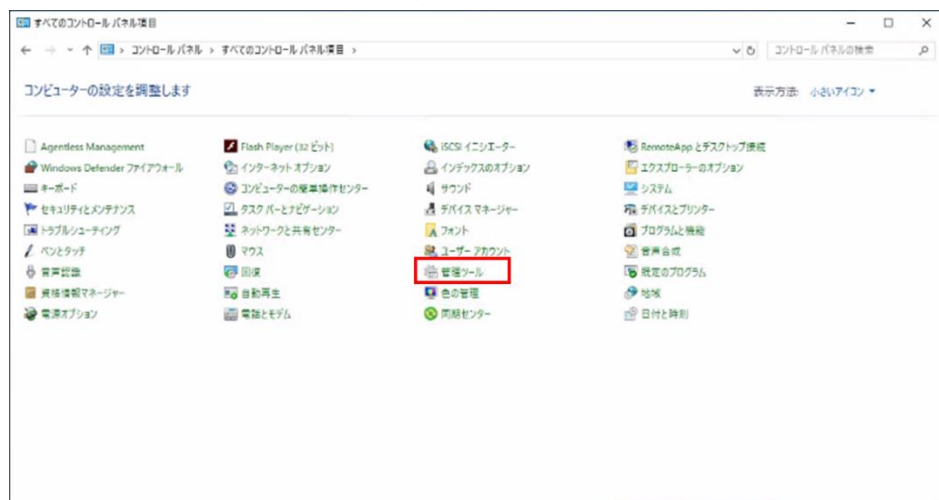 すべてのコントロール パネル項目
コントロール パネル › すべてのコントロール パネル項目 ›
コントロール パネルの検索
コンピューターの設定を調整します
表示方法: 小さいアイコン
Agentless Management
Flash Player (32 ビット)
iSCSI イニシエーター
RemoteApp とデスクトップ接続
Windows Defender ファイアウォール
インターネット オプション
インデックスのオプション
エクスプローラーのオプション
キーボード
コンピューターの簡単操作センター
サウンド
システム
セキュリティとメンテナンス
タスク バーとナビゲーション
デバイス マネージャー
デバイスとプリンター
トラブルシューティング
ネットワークと共有センター
フォント
プログラムと機能
ペンとタッチ
マウス
ユーザー アカウント
音声合成
音声認識
回復
管理ツール
既定のプログラム
資格情報マネージャー
自動再生
色の管理
地域
電源オプション
電話とモデム
同期センター
日付と時刻